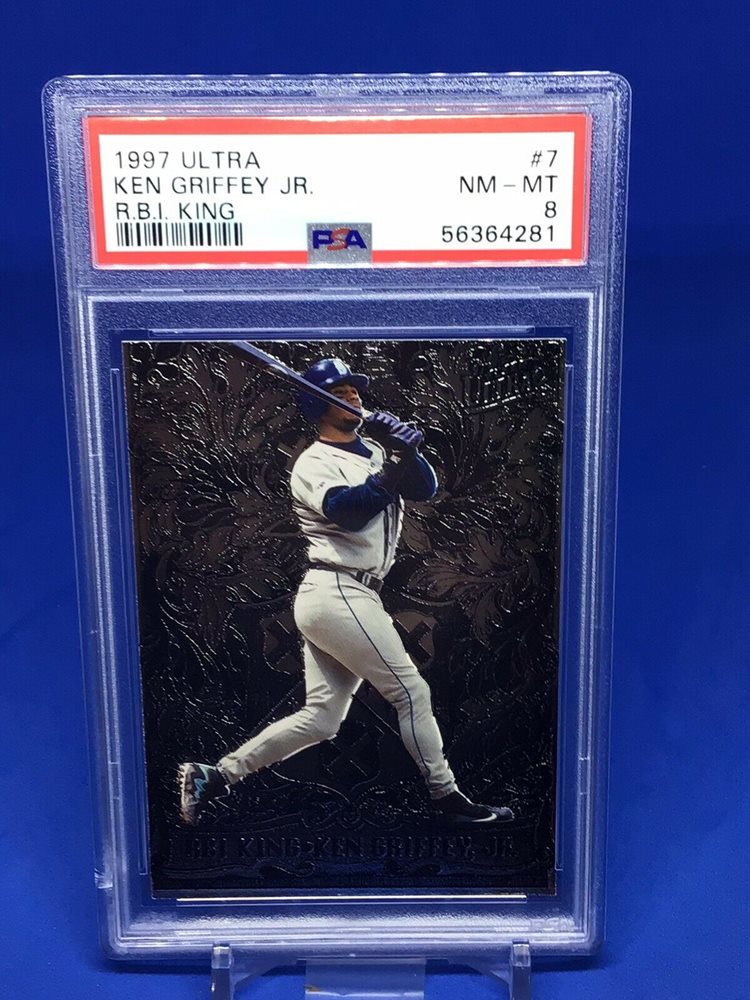 1997 ULTRA #7
KEN GRIFFEY JR. NM - MT
R.B.I. KING 8
PSA 56364281
RBI KING KEN GRIFFEY, JR.